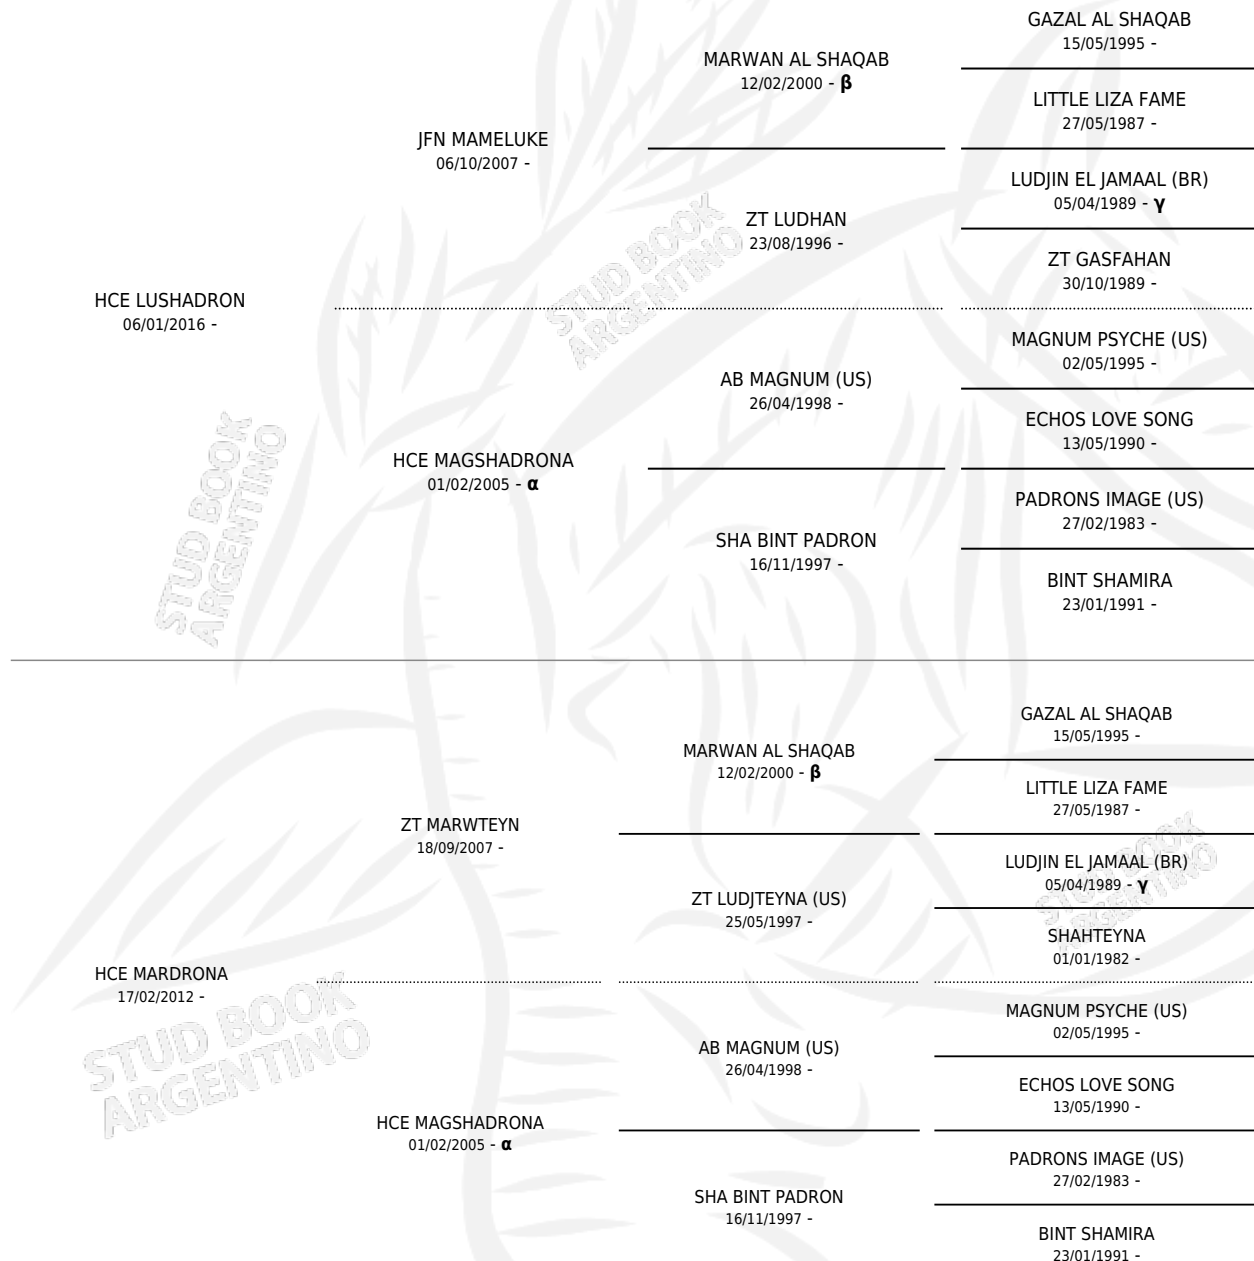 GAZAL AL SHAQAB
15/05/1995 -
MARWAN AL SHAQAB
12/02/2000 - β
LITTLE LIZA FAME
27/05/1987 -
JFN MAMELUKE
06/10/2007 -
LUDJIN EL JAMAAL (BR)
05/04/1989 - γ
ZT LUDHAN
23/08/1996 -
ZT GASFAHAN
30/10/1989 -
HCE LUSHADRON
06/01/2016 -
MAGNUM PSYCHE (US)
02/05/1995 -
AB MAGNUM (US)
26/04/1998 -
ECHOS LOVE SONG
13/05/1990 -
HCE MAGSHADRONA
01/02/2005 - α
PADRONS IMAGE (US)
27/02/1983 -
SHA BINT PADRON
16/11/1997 -
BINT SHAMIRA
23/01/1991 -
STUD BOOK
ARGENTINO
STUD BOOK
ARGENTINO
GAZAL AL SHAQAB
15/05/1995 -
MARWAN AL SHAQAB
12/02/2000 - β
LITTLE LIZA FAME
27/05/1987 -
ZT MARWTEYN
18/09/2007 -
LUDJIN EL JAMAAL (BR)
05/04/1989 - γ
ZT LUDJTEYNA (US)
25/05/1997 -
SHAHTEYNA
01/01/1982 -
HCE MARDRONA
17/02/2012 -
MAGNUM PSYCHE (US)
02/05/1995 -
AB MAGNUM (US)
26/04/1998 -
ECHOS LOVE SONG
13/05/1990 -
HCE MAGSHADRONA
01/02/2005 - α
PADRONS IMAGE (US)
27/02/1983 -
SHA BINT PADRON
16/11/1997 -
BINT SHAMIRA
23/01/1991 -
STUD BOOK
ARGENTINO
STUD BOOK
ARGENTINO